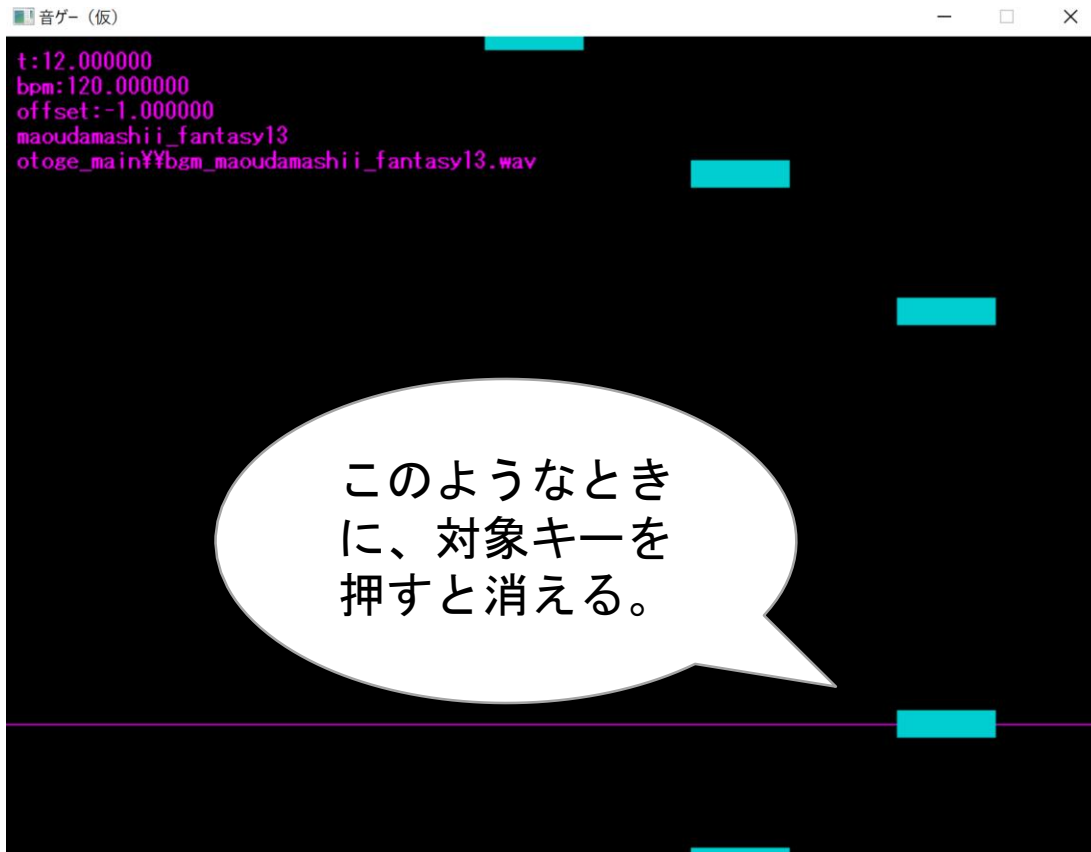 音ゲー（仮）
t:12.000000
bpm:120.000000
offset:-1.000000
maoudamashii_fantasy13
otoge_main¥¥bgm_maoudamashii_fantasy13.wav
このようなとき
に、対象キーを
押すと消える。